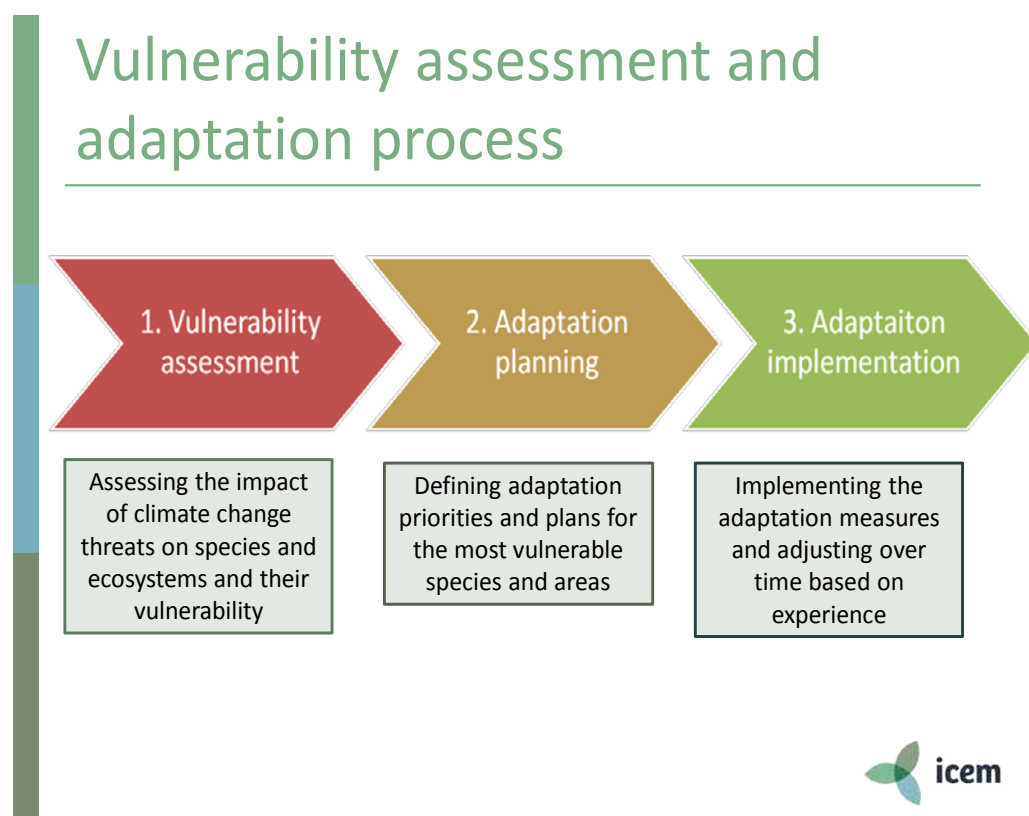 Vulnerability assessment and
adaptation process
1. Vulnerability
assessment
2. Adaptation
planning
3. Adaptaiton
implementation
Assessing the impact
of climate change
threats on species and
ecosystems and their
vulnerability
Defining adaptation
priorities and plans for
the most vulnerable
species and areas
Implementing the
adaptation measures
and adjusting over
time based on
experience
icem